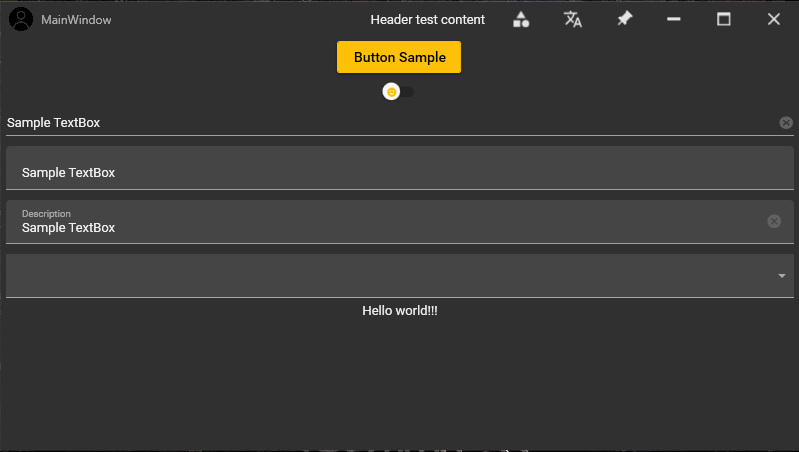 MainWindow
Header test content
Button Sample
Sample TextBox
Sample TextBox
Description
Sample TextBox
Hello world!!!